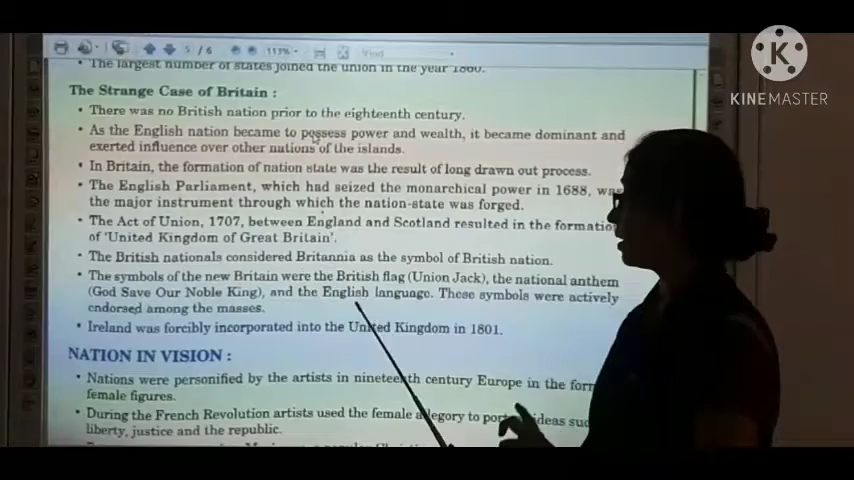 5 / 6
113%
Find
KINEMASTER
• The largest number of states joined the union in the year 1860.
The Strange Case of Britain :
• There was no British nation prior to the eighteenth century.
• As the English nation became to possess power and wealth, it became dominant and
exerted influence over other nations of the islands.
• In Britain, the formation of nation state was the result of long drawn out process.
• The English Parliament, which had seized the monarchical power in 1688, was
the major instrument through which the nation-state was forged.
• The Act of Union, 1707, between England and Scotland resulted in the formatio
of 'United Kingdom of Great Britain'.
• The British nationals considered Britannia as the symbol of British nation.
• The symbols of the new Britain were the British flag (Union Jack), the national anthem
(God Save Our Noble King), and the English language. These symbols were actively
endorsed among the masses.
• Ireland was forcibly incorporated into the United Kingdom in 1801.
NATION IN VISION :
• Nations were personified by the artists in nineteenth century Europe in the form
female figures.
• During the French Revolution artists used the female allegory to ideas suc
liberty, justice and the republic.